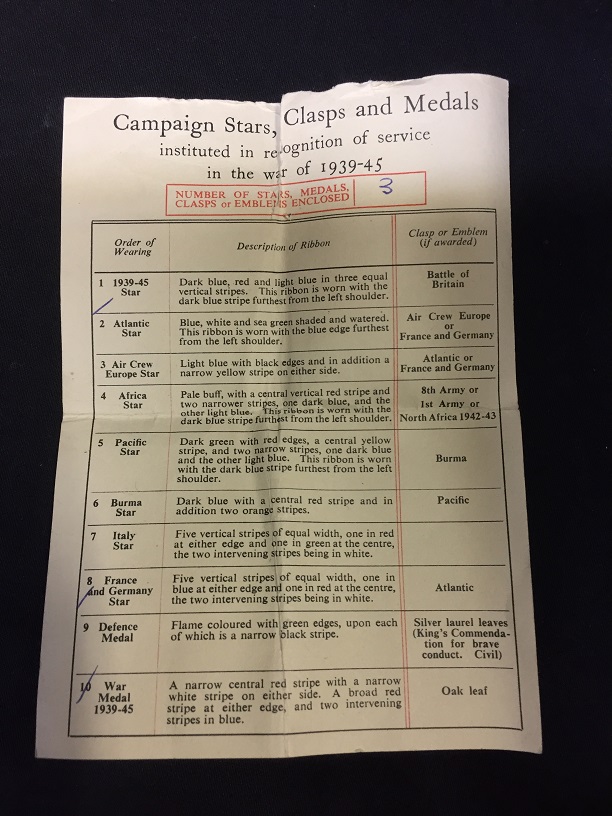 Campaign Stars, Clasps and Medals
instituted in recognition of service
in the war of 1939-45
NUMBER OF STARS, MEDALS,
CLASPS or EMBLEMS ENCLOSED
3
Order of
Wearing
Description of Ribbon
Clasp or Emblem
(if awarded)
1 1939-45
Star
Dark blue, red and light blue in three equal
vertical stripes. This ribbon is worn with the
dark blue stripe furthest from the left shoulder.
Battle of
Britain
2 Atlantic
Star
Blue, white and sea green shaded and watered.
This ribbon is worn with the blue edge furthest
from the left shoulder.
Air Crew Europe
or
France and Germany
3 Air Crew
Europe Star
Light blue with black edges and in addition a
narrow yellow stripe on either side.
Atlantic or
France and Germany
4 Africa
Star
Pale buff, with a central vertical red stripe and
two narrower stripes, one dark blue, and the
other light blue. This ribbon is worn with the
dark blue stripe furthest from the left shoulder.
8th Army or
1st Army or
North Africa 1942-43
5 Pacific
Star
Dark green with red edges, a central yellow
stripe, and two narrow stripes, one dark blue
and the other light blue. This ribbon is worn
with the dark blue stripe furthest from the left
shoulder.
Burma
6 Burma
Star
Dark blue with a central red stripe and in
addition two orange stripes.
Pacific
7 Italy
Star
Five vertical stripes of equal width, one in red
at either edge and one in green at the centre,
the two intervening stripes being in white.
8 France
and Germany
Star
Five vertical stripes of equal width, one in
blue at either edge and one in red at the centre,
the two intervening stripes being in white.
Atlantic
9 Defence
Medal
Flame coloured with green edges, upon each
of which is a narrow black stripe.
Silver laurel leaves
(King's Commenda-
tion for brave
conduct. Civil)
10 War
Medal
1939-45
A narrow central red stripe with a narrow
white stripe on either side. A broad red
stripe at either edge, and two intervening
stripes in blue.
Oak leaf